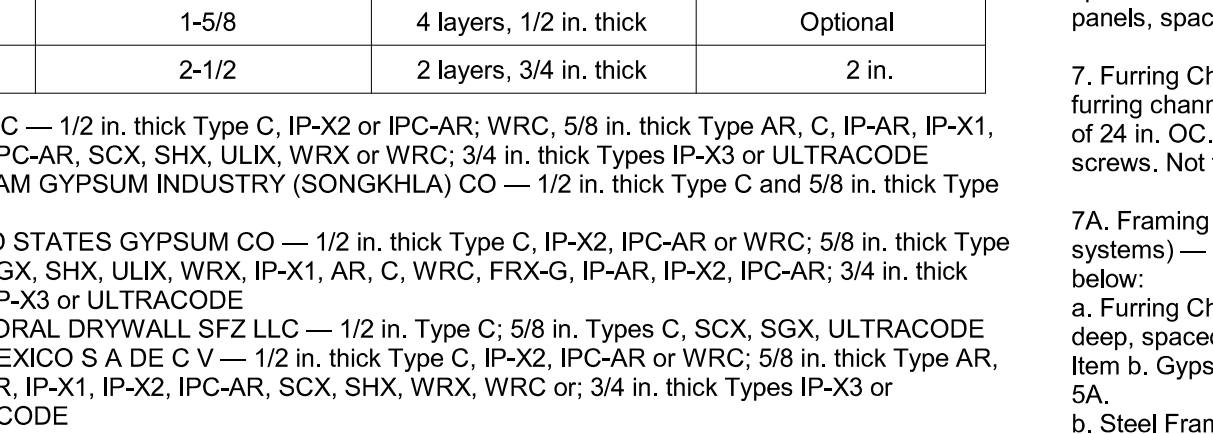 1-5/8 4 layers, 1/2 in. thick Optional
2-1/2 2 layers, 3/4 in. thick 2 in.
C — 1/2 in. thick Type C, IP-X2 or IPC-AR; WRC, 5/8 in. thick Type AR, C, IP-AR, IP-X1,
PC-AR, SCX, SHX, ULIX, WRX or WRC; 3/4 in. thick Types IP-X3 or ULTRACODE
AM GYPSUM INDUSTRY (SONGKHLA) CO — 1/2 in. thick Type C and 5/8 in. thick Type
STATES GYPSUM CO — 1/2 in. thick Type C, IP-X2, IPC-AR or WRC; 5/8 in. thick Type
GX, SHX, ULIX, WRX, IP-X1, AR, C, WRC, FRX-G, IP-AR, IP-X2, IPC-AR; 3/4 in. thick
P-X3 or ULTRACODE
ORAL DRYWALL SFZ LLC — 1/2 in. Type C; 5/8 in. Types C, SCX, SGX, ULTRACODE
EXICO S A DE C V — 1/2 in. thick Type C, IP-X2, IPC-AR or WRC; 5/8 in. thick Type AR,
R, IP-X1, IP-X2, IPC-AR, SCX, SHX, WRX, WRC or; 3/4 in. thick Types IP-X3 or
CODE
panels, spac
7. Furring Ch
furring chann
of 24 in. OC.
screws. Not
7A. Framing
systems) —
below:
a. Furring Ch
deep, space
Item b. Gyps
5A.
b. Steel Fram